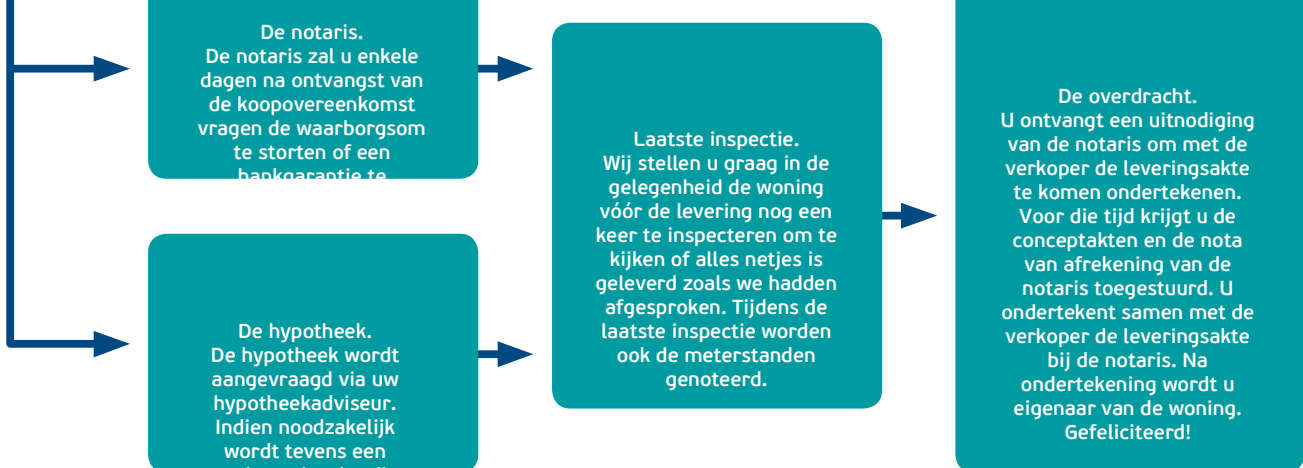 De notaris.
De notaris zal u enkele
dagen na ontvangst van
de koopovereenkomst
vragen de waarborgsom
te storten of een
bankgarantie te
De hypotheek.
De hypotheek wordt
aangevraagd via uw
hypotheekadviseur.
Indien noodzakelijk
wordt tevens een
Laatste inspectie.
Wij stellen u graag in de
gelegenheid de woning
vóór de levering nog een
keer te inspecteren om te
kijken of alles netjes is
geleverd zoals we hadden
afgesproken. Tijdens de
laatste inspectie worden
ook de meterstanden
genoteerd.
De overdracht.
U ontvangt een uitnodiging
van de notaris om met de
verkoper de leveringsakte
te komen ondertekenen.
Voor die tijd krijgt u de
conceptakten en de nota
van afrekening van de
notaris toegestuurd. U
ondertekent samen met de
verkoper de leveringsakte
bij de notaris. Na
ondertekening wordt u
eigenaar van de woning.
Gefeliciteerd!